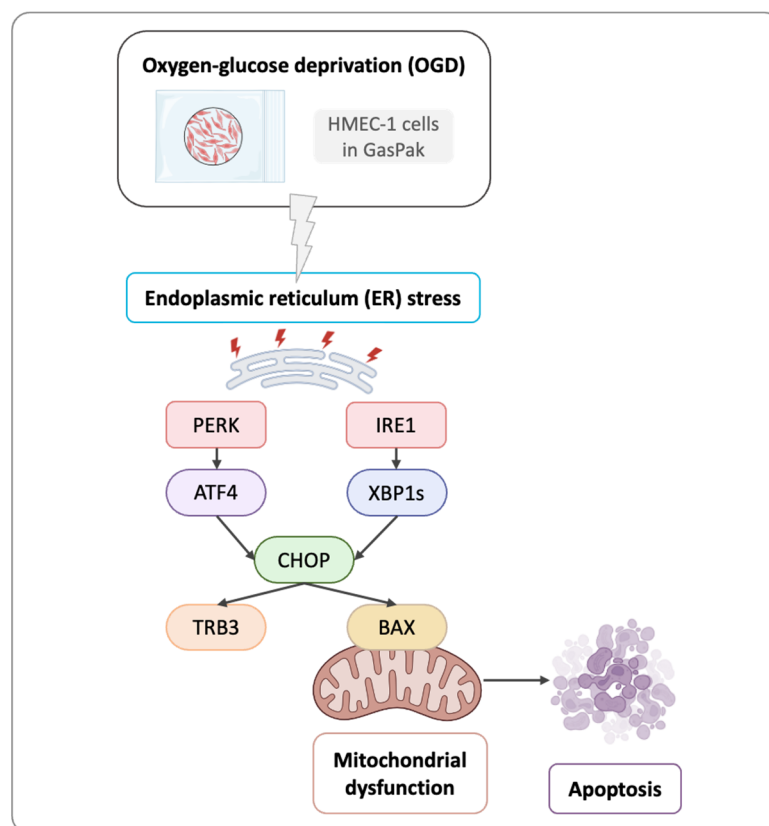 Oxygen-glucose deprivation (OGD)
HMEC-1 cells
in GasPak
Endoplasmic reticulum (ER) stress
PERK
IRE1
ATF4
XBP1s
CHOP
TRB3
BAX
Mitochondrial
dysfunction
Apoptosis